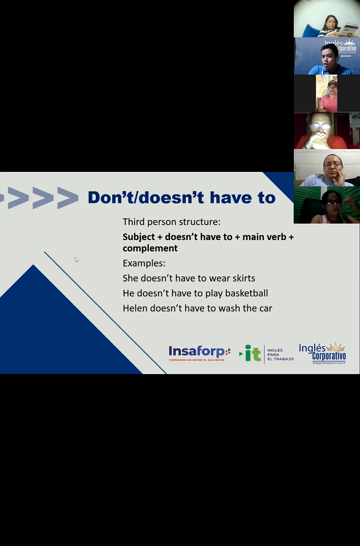 >>>> Don't/doesn't have to
Third person structure:
Subject + doesn't have to + main verb +
complement
Examples:
She doesn't have to wear skirts
He doesn't have to play basketball
Helen doesn't have to wash the car
Insaforp
it INGLÉS PARA EL TRABAJO
Inglés
Corporativo